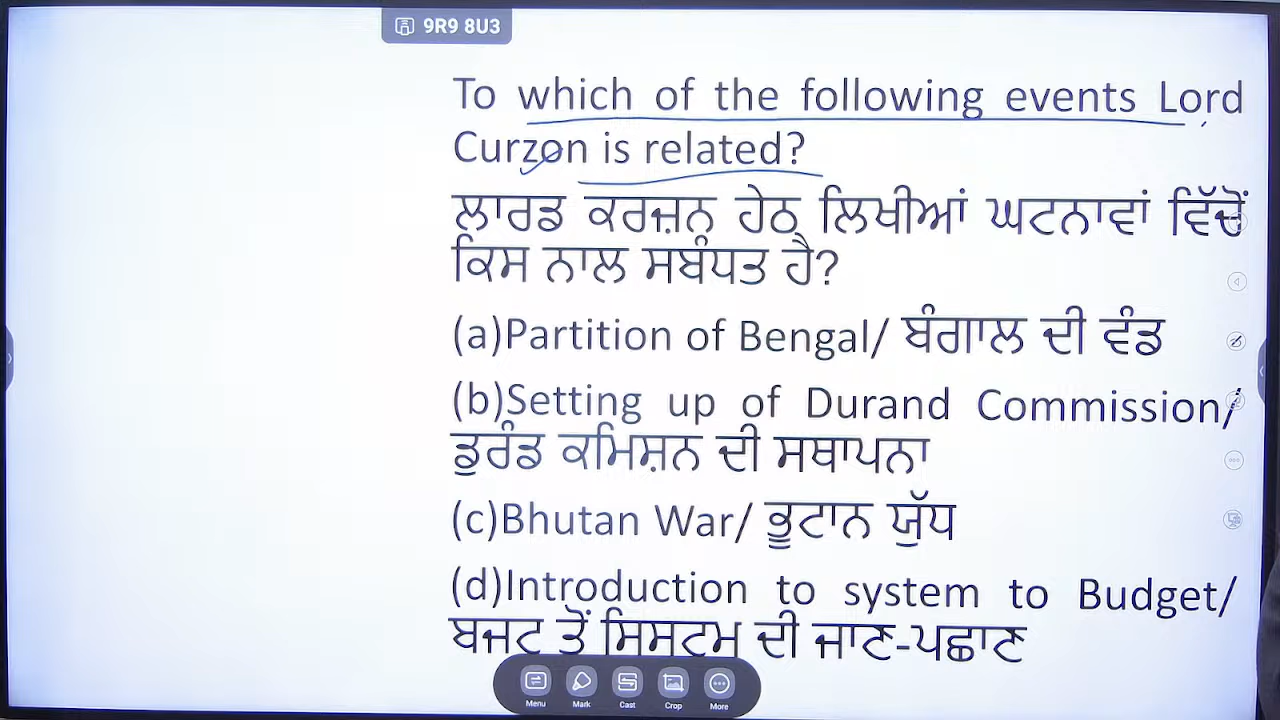 9R9 8U3
To which of the following events Lord
Curzon is related?
ਲਾਰਡ ਕਰਜ਼ਨ ਹੇਠ ਲਿਖੀਆਂ ਘਟਨਾਵਾਂ ਵਿੱਚੋਂ
ਕਿਸ ਨਾਲ ਸਬੰਧਤ ਹੈ?
(a)Partition of Bengal/ ਬੰਗਾਲ ਦੀ ਵੰਡ
(b)Setting up of Durand Commission/
ਡੁਰੰਡ ਕਮਿਸ਼ਨ ਦੀ ਸਥਾਪਨਾ
(c)Bhutan War/ ਭੂਟਾਨ ਯੁੱਧ
(d)Introduction to system to Budget/
ਬਜਟ ਤੋਂ ਸਿਸਟਮ ਦੀ ਜਾਣ-ਪਛਾਣ
Menu Mark Cast Crop More